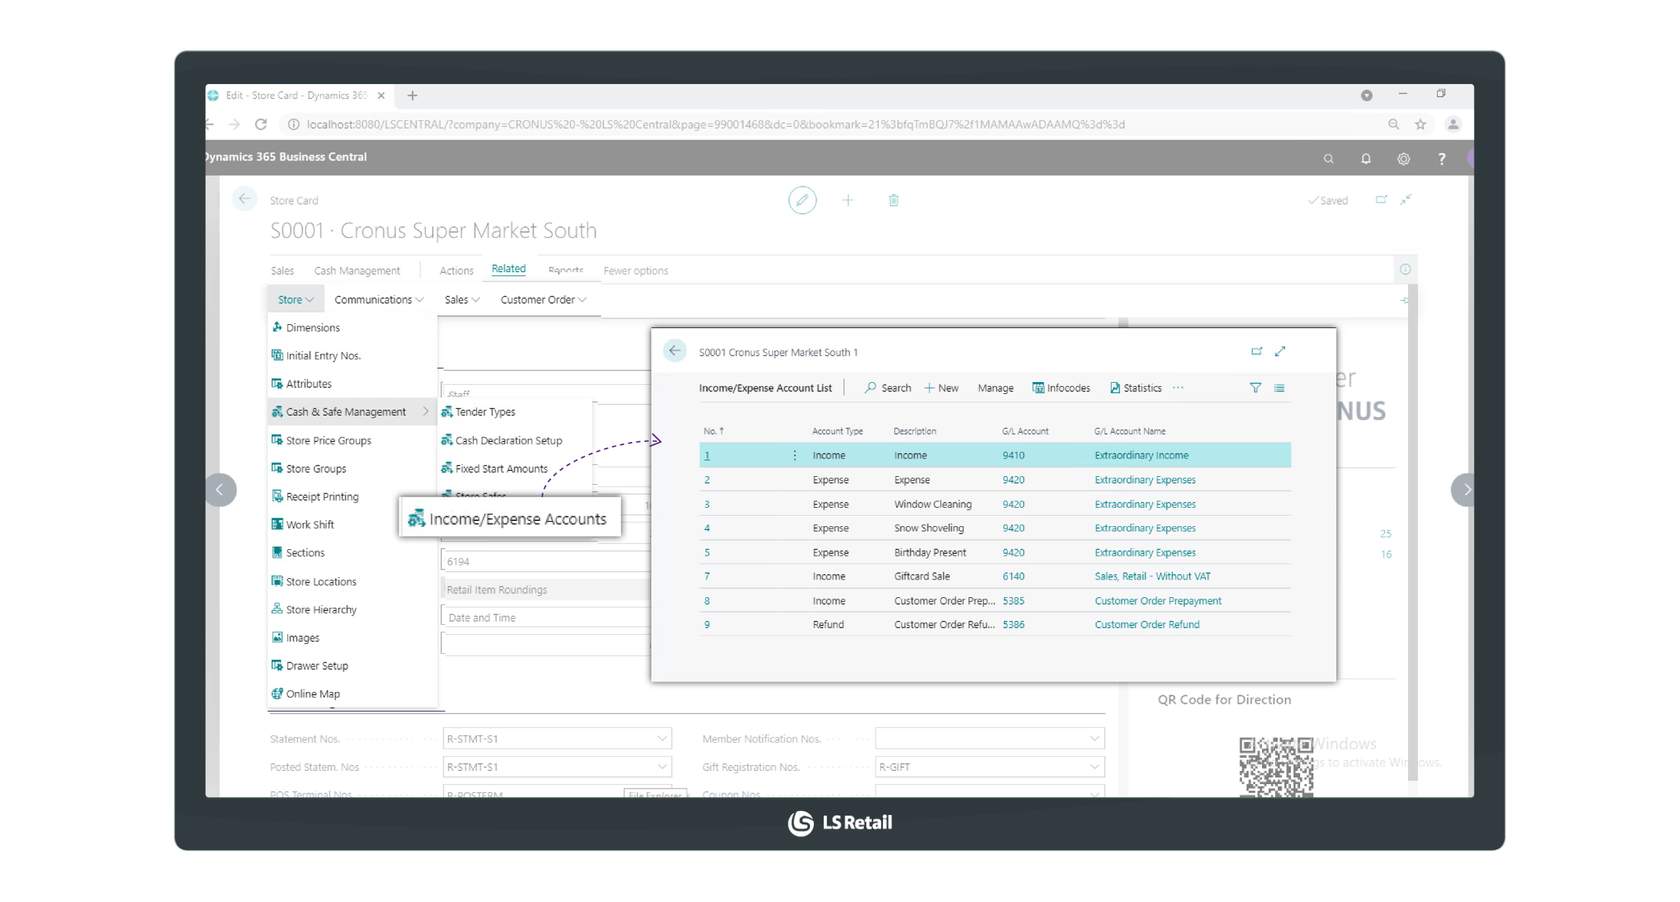 Edit - Store Card - Dynamics 365
localhost:8080/LSCENTRAL/?company=CRONUS%20-%20LS%20Central&page=99001468&dc=0&bookmark=21%3bfqTmBQJ7%2f1MAMAAwADAAMQ%3d%3d
Dynamics 365 Business Central
?
Store Card
Saved
S0001 · Cronus Super Market South
Sales Cash Management Actions Related Reports Fewer options
Store Communications Sales Customer Order
Dimensions
Initial Entry Nos.
Attributes
Cash & Safe Management
Store Price Groups
Store Groups
Receipt Printing
Work Shift
Sections
Store Locations
Store Hierarchy
Images
Drawer Setup
Online Map
Staff
Tender Types
Cash Declaration Setup
Fixed Start Amounts
Store Safes
Income/Expense Accounts
6194
Retail Item Roundings
Date and Time
S0001 Cronus Super Market South 1
Income/Expense Account List Search New Manage Infocodes Statistics ...
No. ↑ Account Type Description G/L Account G/L Account Name
1 Income Income 9410 Extraordinary Income
2 Expense Expense 9420 Extraordinary Expenses
3 Expense Window Cleaning 9420 Extraordinary Expenses
4 Expense Snow Shoveling 9420 Extraordinary Expenses
5 Expense Birthday Present 9420 Extraordinary Expenses
7 Income Giftcard Sale 6140 Sales, Retail - Without VAT
8 Income Customer Order Prep... 5385 Customer Order Prepayment
9 Refund Customer Order Refu... 5386 Customer Order Refund
er
NUS
25
16
QR Code for Direction
Statement Nos. R-STMT-S1 Member Notification Nos.
Posted Statem. Nos R-STMT-S1 Gift Registration Nos. R-GIFT
POS Terminal Nos. R-POSTERM File Explorer Coupon Nos.
Windows
gs to activate Windows.
LS Retail